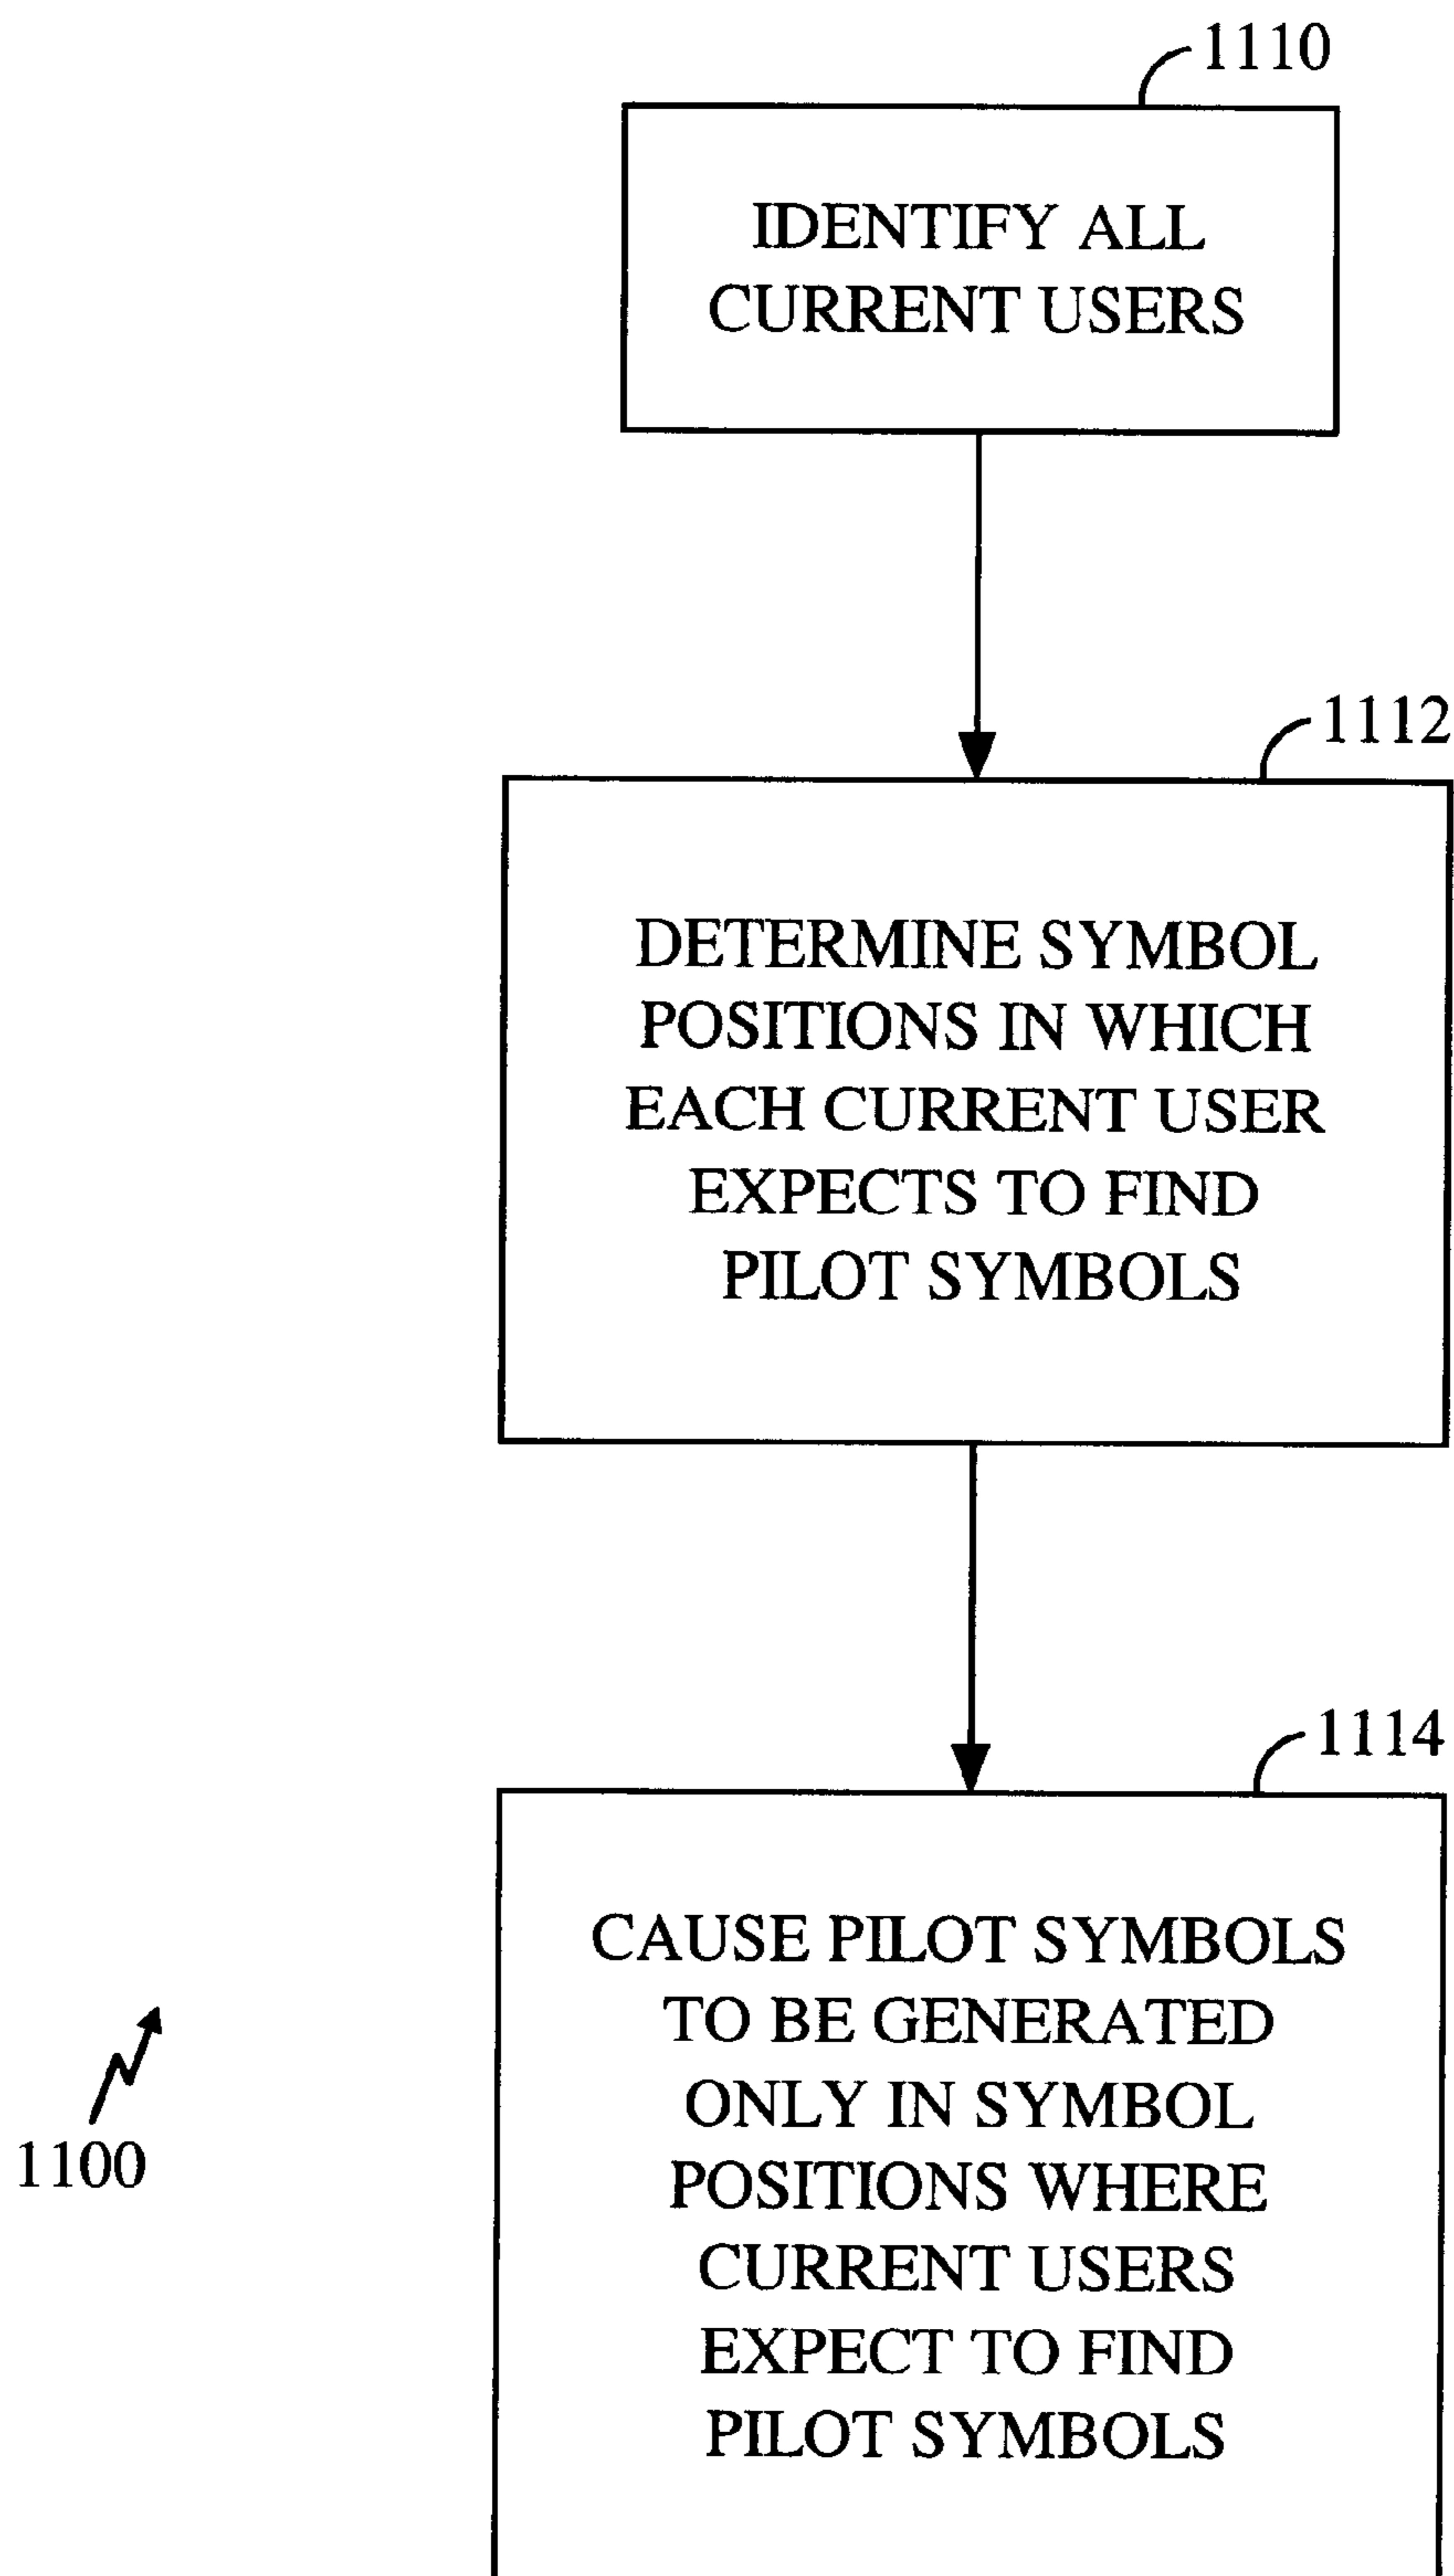 1110
IDENTIFY ALL
CURRENT USERS
1112
DETERMINE SYMBOL
POSITIONS IN WHICH
EACH CURRENT USER
EXPECTS TO FIND
PILOT SYMBOLS
1114
CAUSE PILOT SYMBOLS
TO BE GENERATED
ONLY IN SYMBOL
POSITIONS WHERE
CURRENT USERS
EXPECT TO FIND
PILOT SYMBOLS
1100